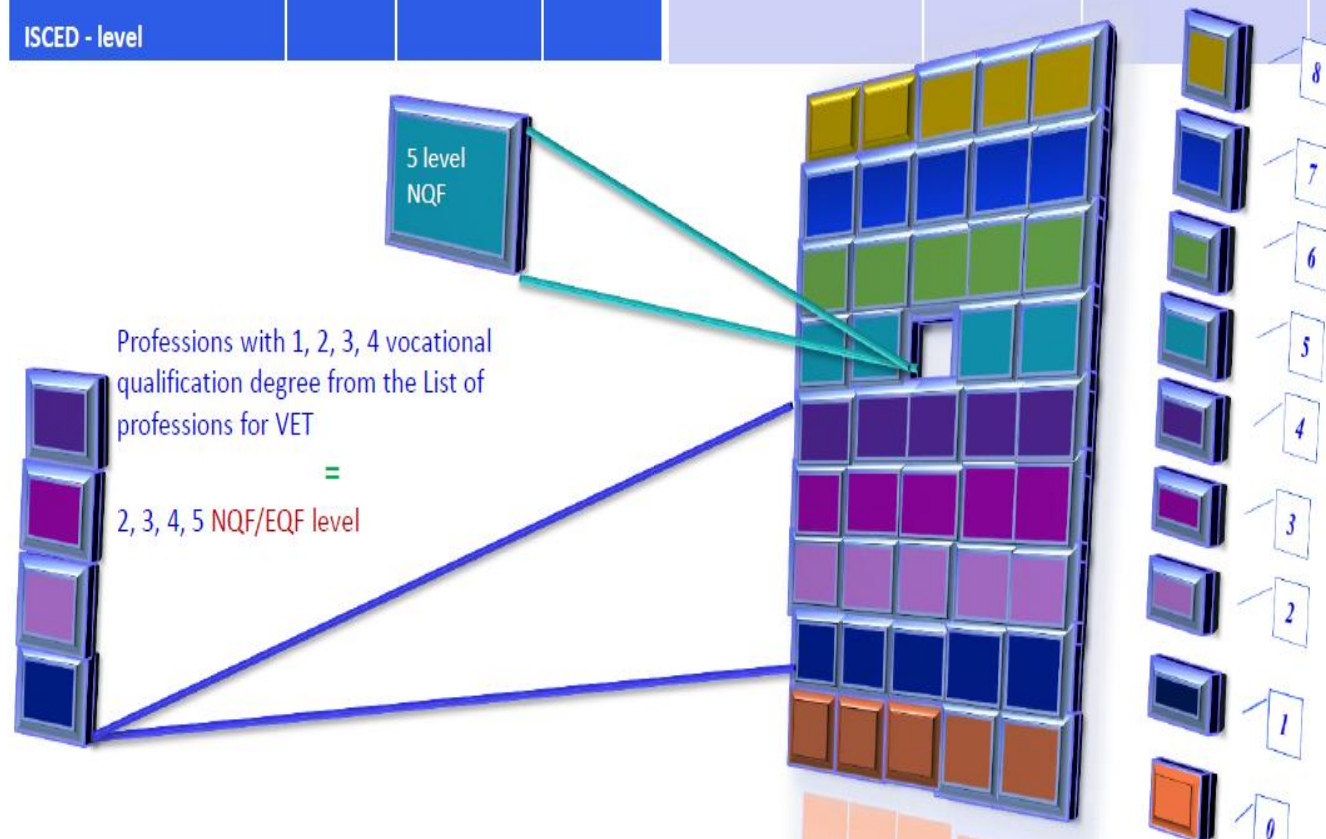 ISCED - level
5 level
NQF
Professions with 1, 2, 3, 4 vocational
qualification degree from the List of
professions for VET
=
2, 3, 4, 5 NQF/EQF level
8
7
6
5
4
3
2
1
0